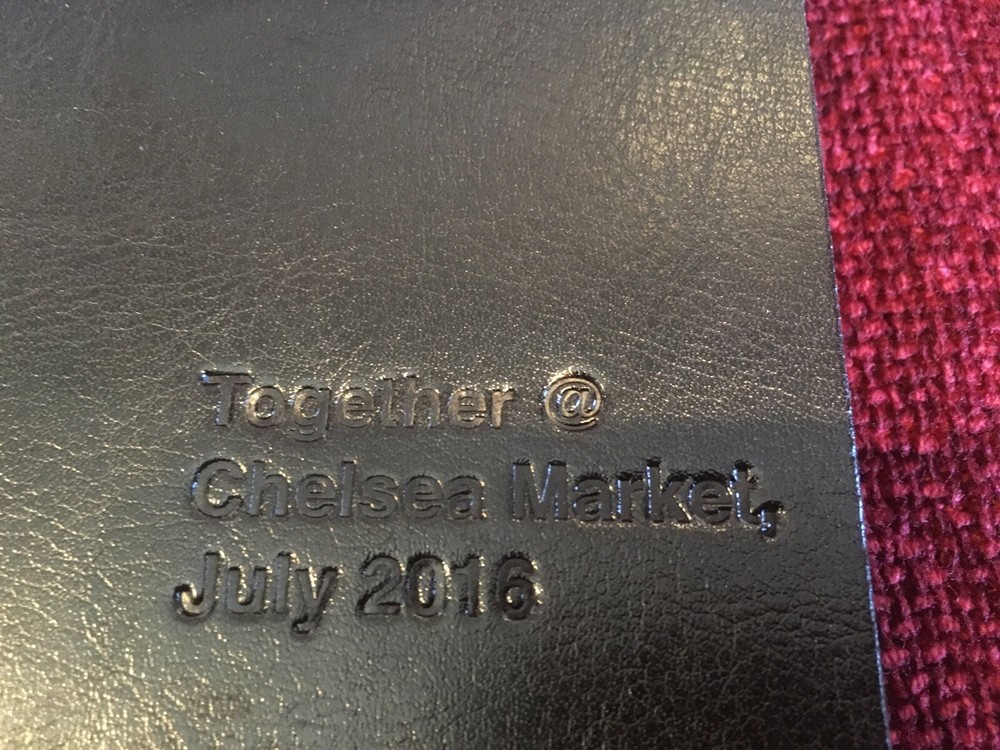 Together @
Chelsea Market,
July 2016